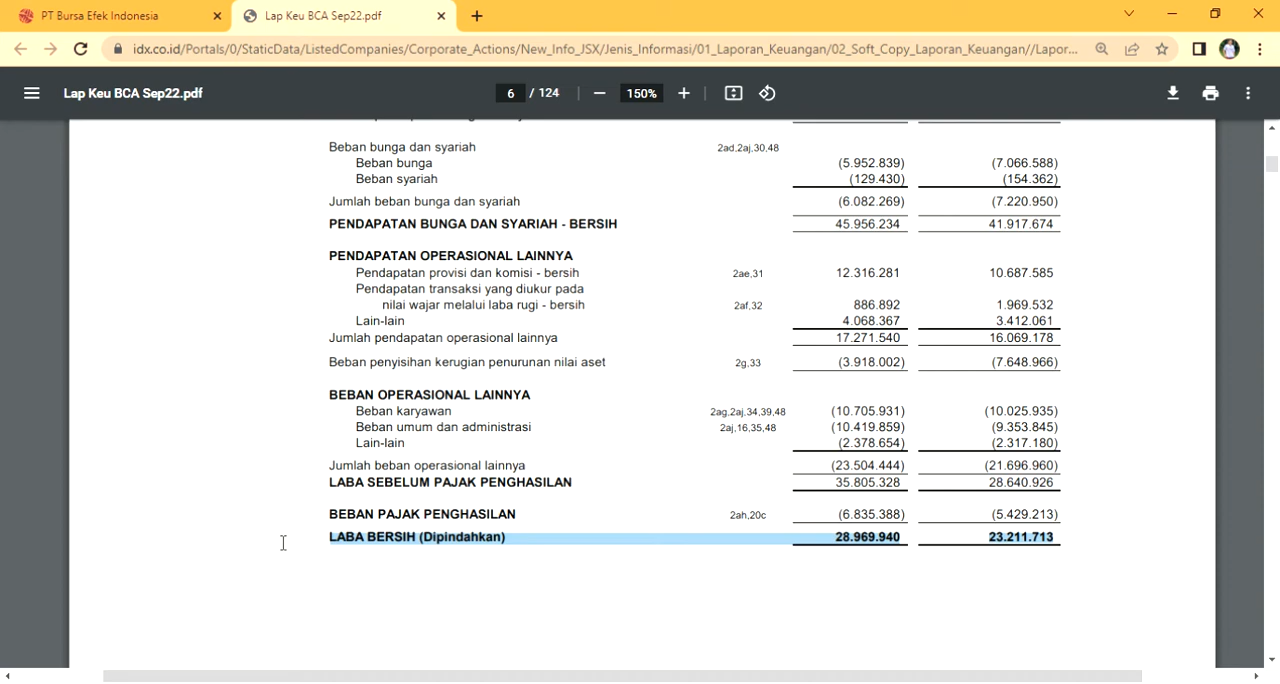 PT Bursa Efek Indonesia
Lap Keu BCA Sep22.pdf
idx.co.id/Portals/0/StaticData/ListedCompanies/Corporate_Actions/New_Info_JSX/Jenis_Informasi/01_Laporan_Keuangan/02_Soft_Copy_Laporan_Keuangan//Lapor...
Lap Keu BCA Sep22.pdf 6 / 124 150%
Beban bunga dan syariah 2ad,2aj,30,48
Beban bunga (5.952.839) (7.066.588)
Beban syariah (129.430) (154.362)
Jumlah beban bunga dan syariah (6.082.269) (7.220.950)
PENDAPATAN BUNGA DAN SYARIAH - BERSIH 45.956.234 41.917.674
PENDAPATAN OPERASIONAL LAINNYA
Pendapatan provisi dan komisi - bersih 2ae,31 12.316.281 10.687.585
Pendapatan transaksi yang diukur pada
nilai wajar melalui laba rugi - bersih 2af,32 886.892 1.969.532
Lain-lain 4.068.367 3.412.061
Jumlah pendapatan operasional lainnya 17.271.540 16.069.178
Beban penyisihan kerugian penurunan nilai aset 2g,33 (3.918.002) (7.648.966)
BEBAN OPERASIONAL LAINNYA
Beban karyawan 2ag,2aj,34,39,48 (10.705.931) (10.025.935)
Beban umum dan administrasi 2aj,16,35,48 (10.419.859) (9.353.845)
Lain-lain (2.378.654) (2.317.180)
Jumlah beban operasional lainnya (23.504.444) (21.696.960)
LABA SEBELUM PAJAK PENGHASILAN 35.805.328 28.640.926
BEBAN PAJAK PENGHASILAN 2ah,20c (6.835.388) (5.429.213)
LABA BERSIH (Dipindahkan) 28.969.940 23.211.713